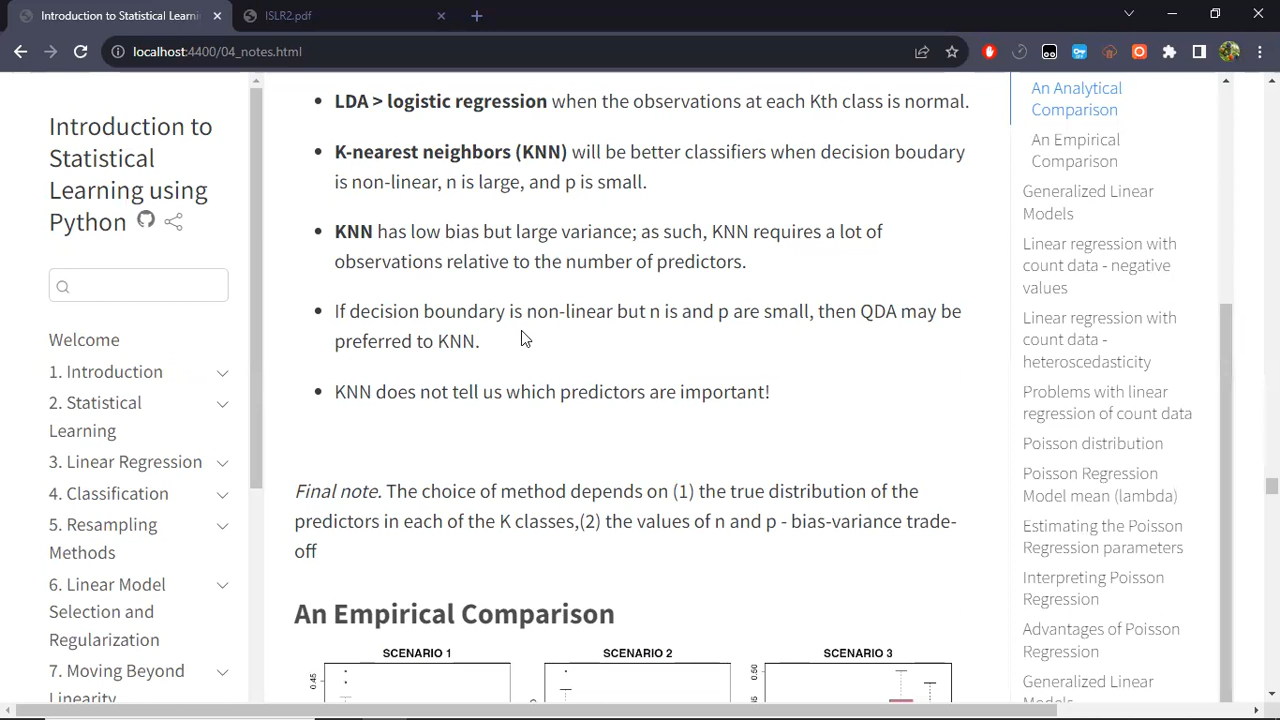 Introduction to Statistical Learni
ISLR2.pdf
localhost:4400/04_notes.html
Introduction to
Statistical
Learning using
Python
Welcome
1. Introduction
2. Statistical
Learning
3. Linear Regression
4. Classification
5. Resampling
Methods
6. Linear Model
Selection and
Regularization
7. Moving Beyond
Linearity
LDA > logistic regression when the observations at each Kth class is normal.
K-nearest neighbors (KNN) will be better classifiers when decision boudary
is non-linear, n is large, and p is small.
KNN has low bias but large variance; as such, KNN requires a lot of
observations relative to the number of predictors.
If decision boundary is non-linear but n is and p are small, then QDA may be
preferred to KNN.
KNN does not tell us which predictors are important!
Final note. The choice of method depends on (1) the true distribution of the
predictors in each of the K classes,(2) the values of n and p - bias-variance trade-
off
An Empirical Comparison
SCENARIO 1
SCENARIO 2
SCENARIO 3
0.45
0.50
An Analytical
Comparison
An Empirical
Comparison
Generalized Linear
Models
Linear regression with
count data - negative
values
Linear regression with
count data -
heteroscedasticity
Problems with linear
regression of count data
Poisson distribution
Poisson Regression
Model mean (lambda)
Estimating the Poisson
Regression parameters
Interpreting Poisson
Regression
Advantages of Poisson
Regression
Generalized Linear
Models